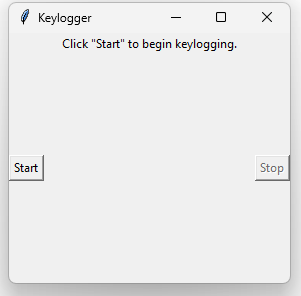 Keylogger
Click "Start" to begin keylogging.
Start
Stop